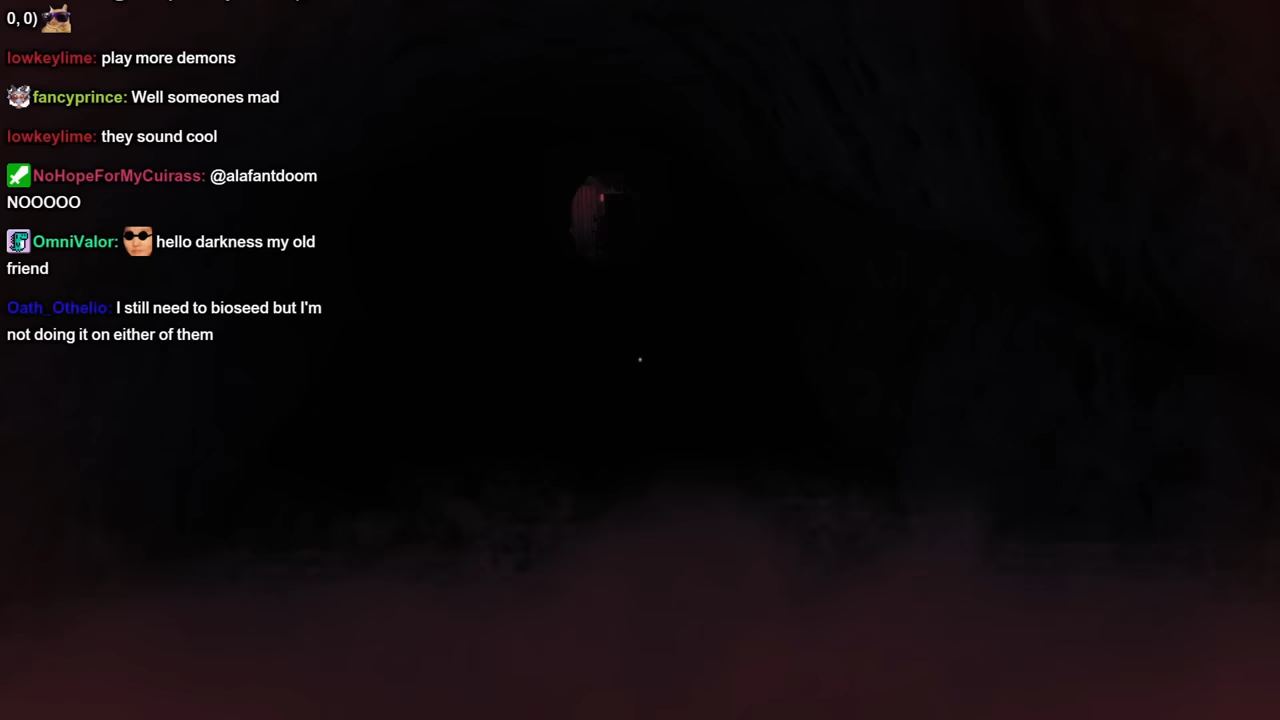 0, 0)
lowkeylime: play more demons
fancyprince: Well someones mad
lowkeylime: they sound cool
NoHopeForMyCuirass: @alafantdoom
NOOOOO
OmniValor: hello darkness my old
friend
Oath_Othelio: I still need to bioseed but I'm
not doing it on either of them